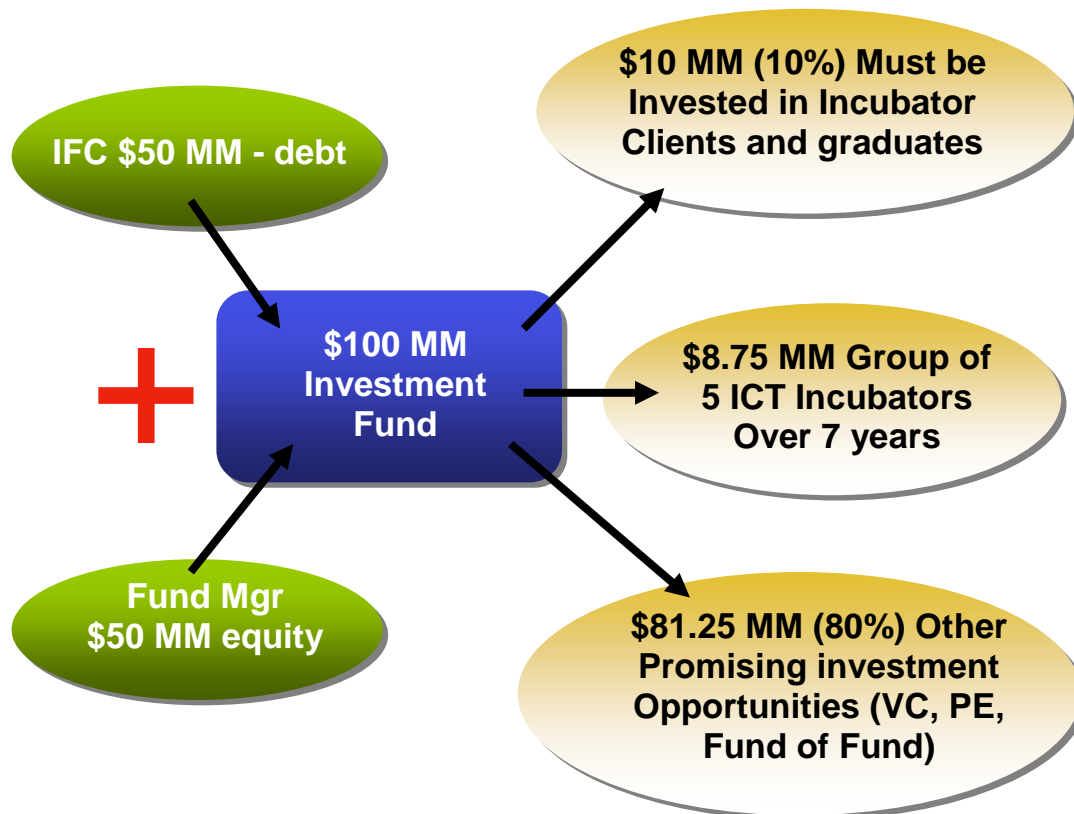 IFC $50 MM - debt
$10 MM (10%) Must be
Invested in Incubator
Clients and graduates
$100 MM
Investment
Fund
$8.75 MM Group of
5 ICT Incubators
Over 7 years
Fund Mgr
$50 MM equity
$81.25 MM (80%) Other
Promising investment
Opportunities (VC, PE,
Fund of Fund)